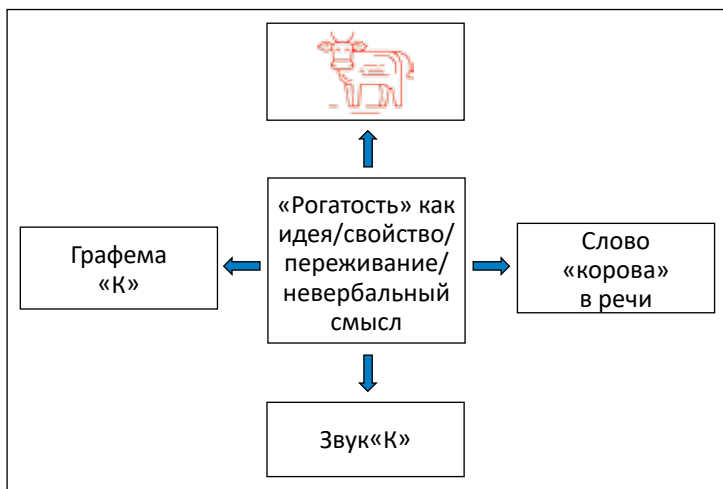 «Рогатость» как
идея/свойство/
переживание/
невербальный
смысл
Графема
«К»
Слово
«корова»
в речи
Звук«К»